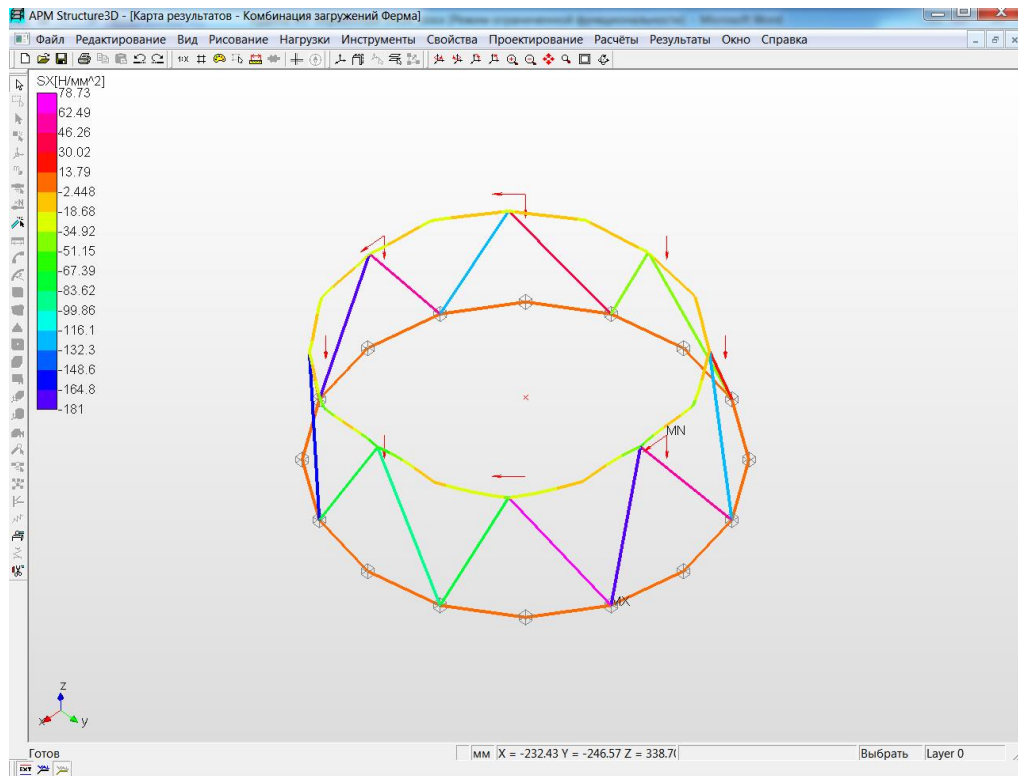 APM Structure3D - [Карта результатов - Комбинация загружений Ферма]
Файл Редактирование Вид Рисование Нагрузки Инструменты Свойства Проектирование Расчёты Результаты Окно Справка
SX[Н/мм^2]
78.73
62.49
46.26
30.02
13.79
-2.448
-18.68
-34.92
-51.15
-67.39
-83.62
-99.86
-116.1
-132.3
-148.6
-164.8
-181
MN
MX
z
x
y
Готов
мм X = -232.43 Y = -246.57 Z = 338.7
Выбрать Layer 0